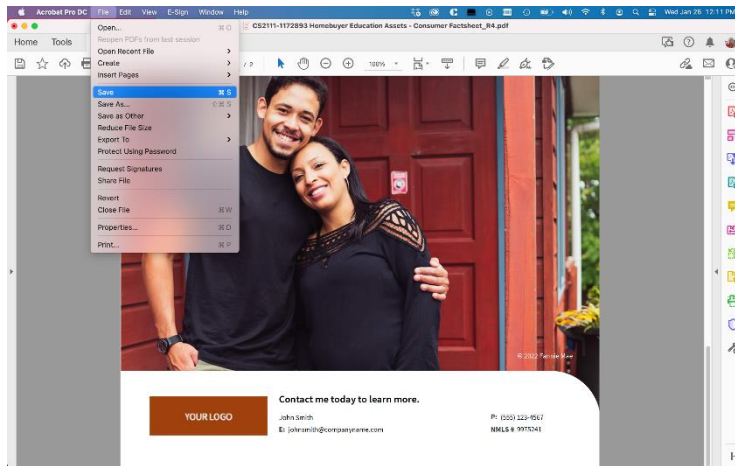 Acrobat Pro DC File Edit View E-Sign Window Help Wed Jan 26 12:11 PM
CS2111-1172893 Homebuyer Education Assets - Consumer Factsheet_R4.pdf
Home Tools
Open... ⌘ O
Reopen PDFs from last session
Open Recent File
Create
Insert Pages
/ 2 100%
Save ⌘ S
Save As... ⇧⌘ S
Save as Other
Reduce File Size
Export To
Protect Using Password
Request Signatures
Share File
Revert
Close File ⌘W
Properties... ⌘D
Print... ⌘P
© 2022 Fannie Mae
YOUR LOGO
Contact me today to learn more.
John Smith P: (555) 123-4567
E: johnsmith@companyname.com NMLS # 9975241